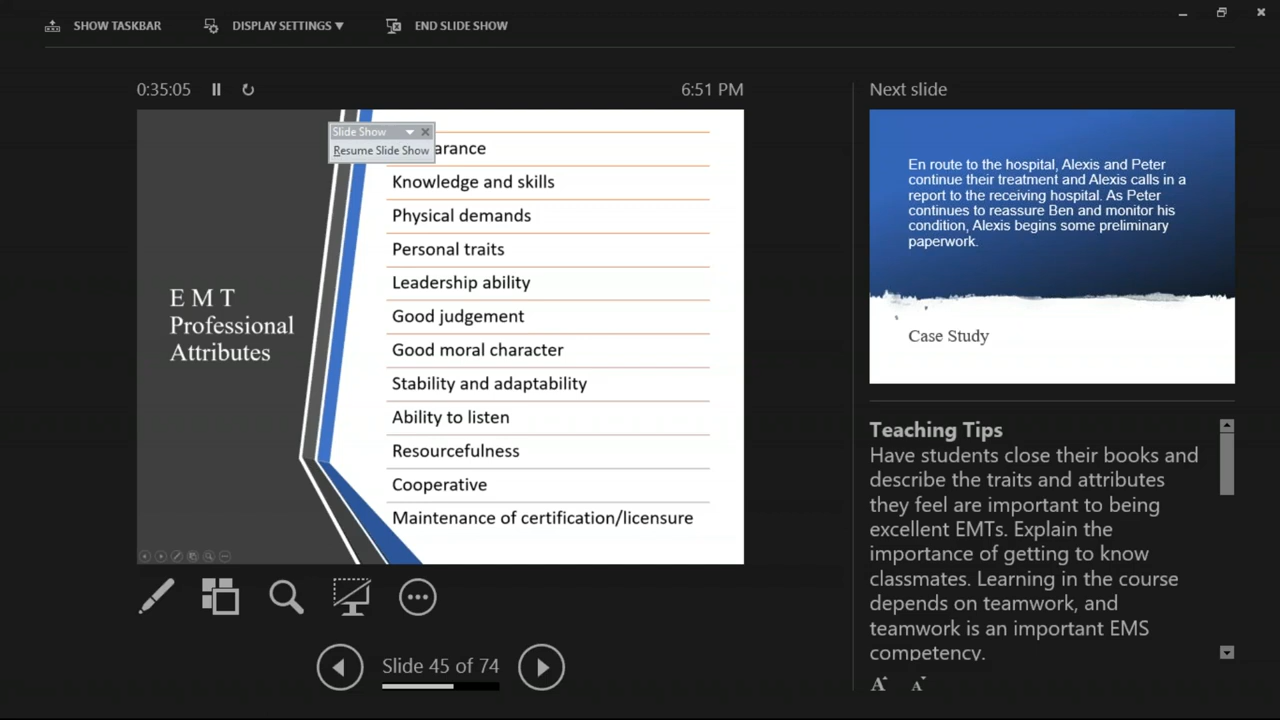 SHOW TASKBAR
DISPLAY SETTINGS ▼
END SLIDE SHOW
0:35:05
6:51 PM
Next slide
Slide Show
Resume Slide Show
arance
Knowledge and skills
Physical demands
Personal traits
Leadership ability
Good judgement
Good moral character
Stability and adaptability
Ability to listen
Resourcefulness
Cooperative
Maintenance of certification/licensure
E M T
Professional
Attributes
Slide 45 of 74
En route to the hospital, Alexis and Peter
continue their treatment and Alexis calls in a
report to the receiving hospital. As Peter
continues to reassure Ben and monitor his
condition, Alexis begins some preliminary
paperwork.
Case Study
Teaching Tips
Have students close their books and
describe the traits and attributes
they feel are important to being
excellent EMTs. Explain the
importance of getting to know
classmates. Learning in the course
depends on teamwork, and
teamwork is an important EMS
competency.
A A